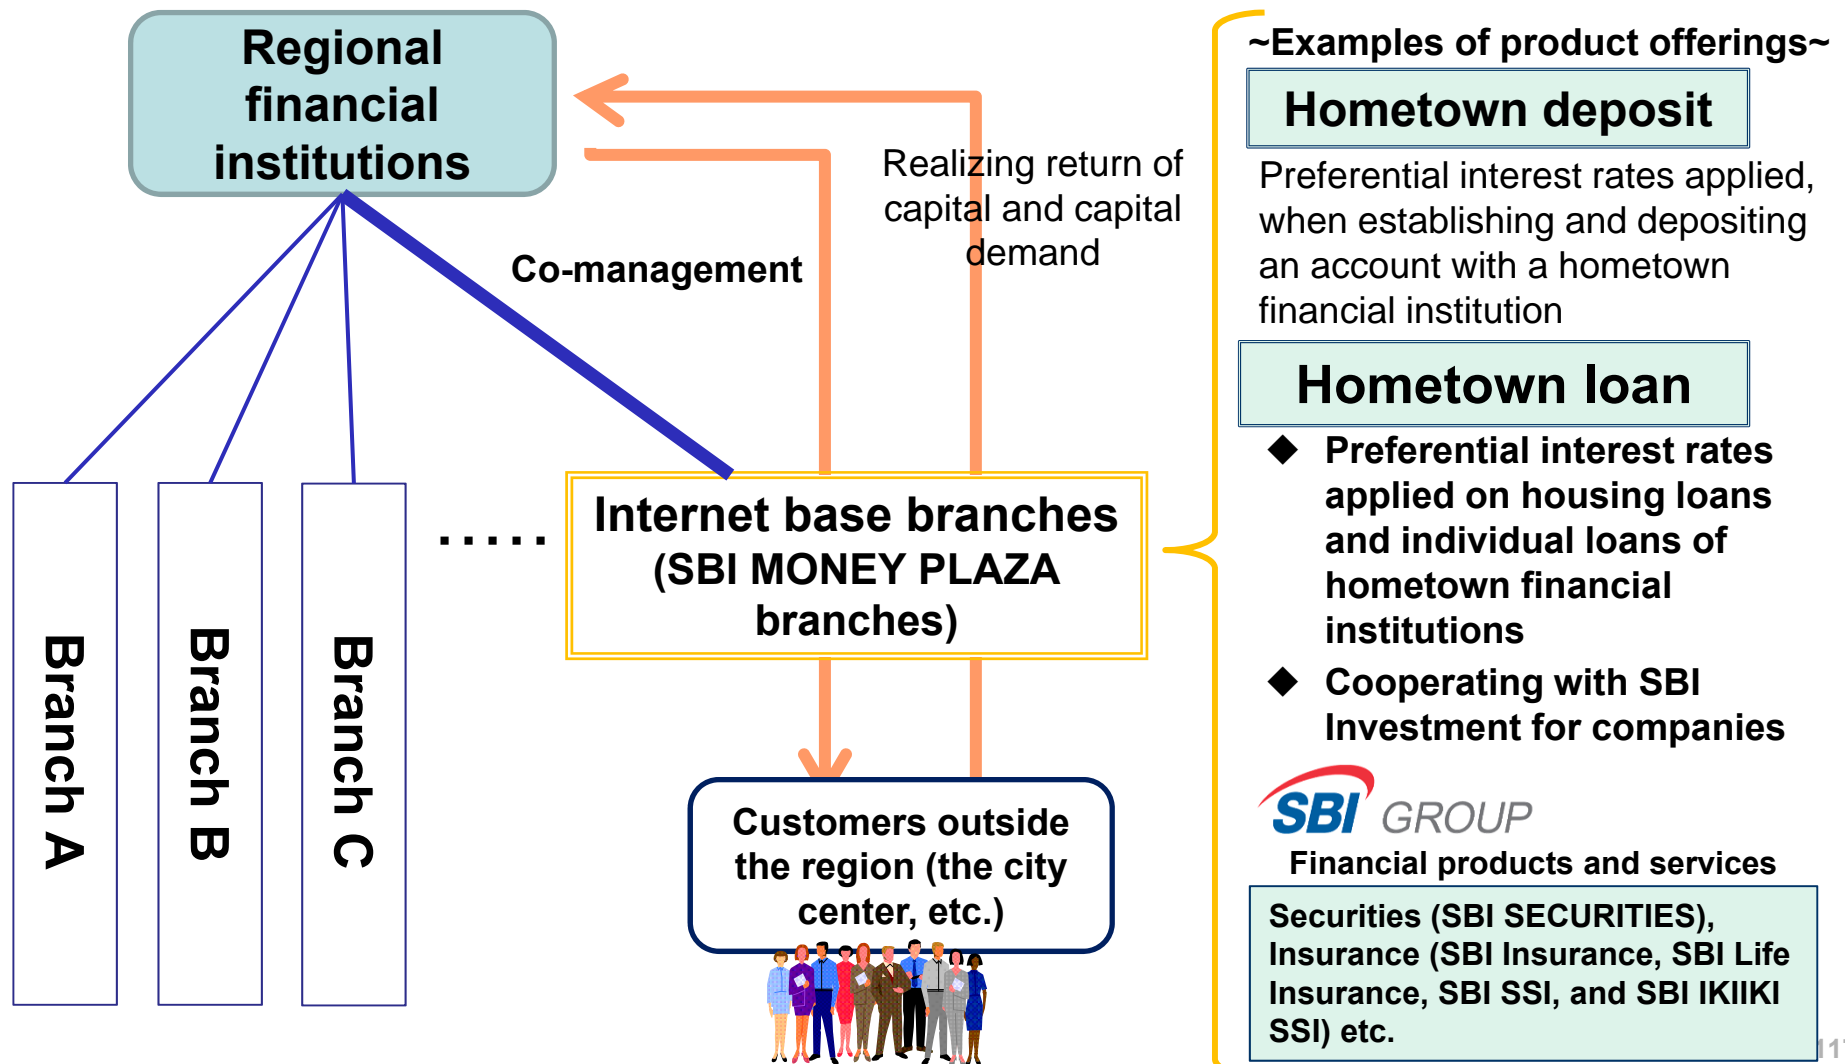 Regional
financial
institutions
Realizing return of
capital and capital
demand
Co-management
Branch A
Branch B
Branch C
.....
Internet base branches
(SBI MONEY PLAZA
branches)
Customers outside
the region (the city
center, etc.)
~Examples of product offerings~
Hometown deposit
Preferential interest rates applied,
when establishing and depositing
an account with a hometown
financial institution
Hometown loan
◆ Preferential interest rates
applied on housing loans
and individual loans of
hometown financial
institutions
◆ Cooperating with SBI
Investment for companies
SBI GROUP
Financial products and services
Securities (SBI SECURITIES),
Insurance (SBI Insurance, SBI Life
Insurance, SBI SSI, and SBI IKIIKI
SSI) etc.
11